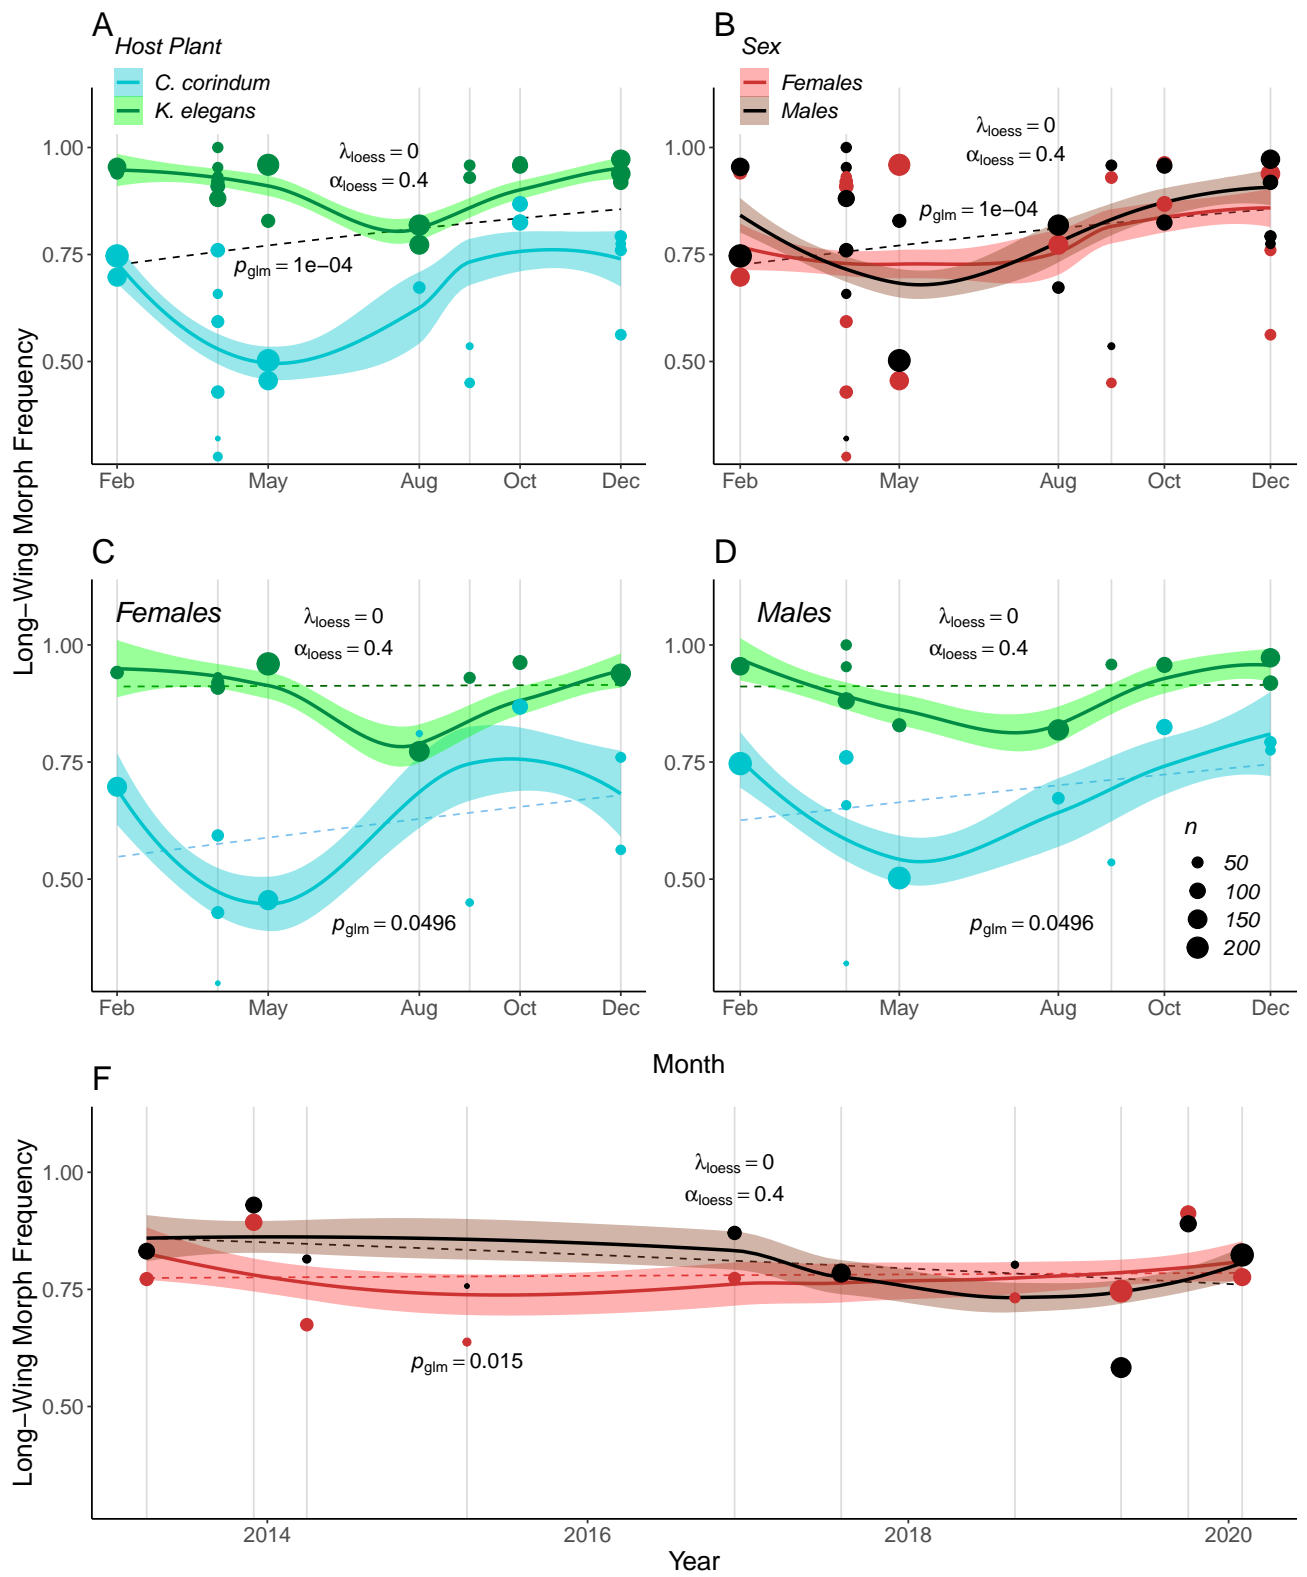 A
Host Plant
C. corindum
K. elegans
λloess = 0
αloess = 0.4
pglm = 1e−04
1.00
0.75
0.50
Feb May Aug Oct Dec
B
Sex
Females
Males
λloess = 0
αloess = 0.4
pglm = 1e−04
1.00
0.75
0.50
Feb May Aug Oct Dec
Long−Wing Morph Frequency
C
Females
λloess = 0
αloess = 0.4
pglm = 0.0496
1.00
0.75
0.50
Feb May Aug Oct Dec
D
Males
λloess = 0
αloess = 0.4
pglm = 0.0496
n
50
100
150
200
1.00
0.75
0.50
Feb May Aug Oct Dec
Month
F
Long−Wing Morph Frequency
λloess = 0
αloess = 0.4
pglm = 0.015
1.00
0.75
0.50
2014 2016 2018 2020
Year